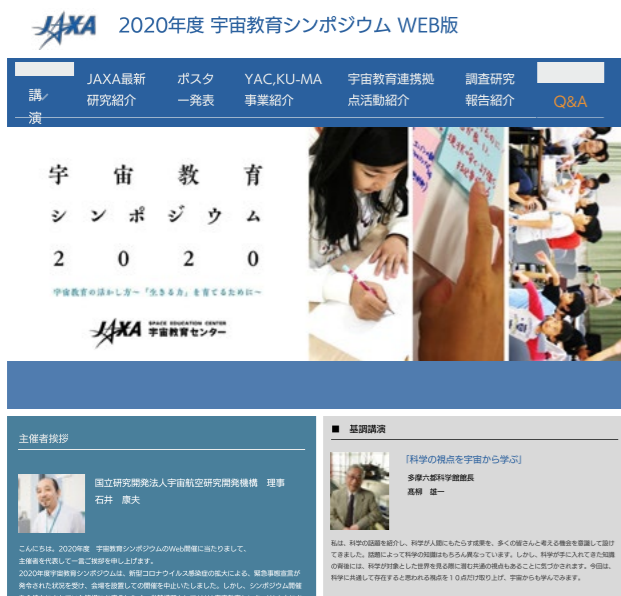 JAXA 2020年度 宇宙教育シンポジウム WEB版
講演
JAXA最新研究紹介
ポスター発表
YAC,KU-MA事業紹介
宇宙教育連携拠点活動紹介
調査研究報告紹介
Q&A
宇宙教育
シンポジウム
2020
宇宙教育の活かし方～「生きる力」を育てるために～
JAXA SPACE EDUCATION CENTER
宇宙教育センター
主催者挨拶
国立研究開発法人宇宙航空研究開発機構 理事
石井 康夫
こんにちは。2020年度 宇宙教育シンポジウムのWeb開催に当たりまして、
主催者を代表して一言ご挨拶を申し上げます。
2020年度宇宙教育シンポジウムは、新型コロナウイルス感染症の拡大による、緊急事態宣言が
発令された状況を受け、会場を設置しての開催を中止いたしました。しかし、シンポジウム開催
■ 基調講演
「科学の視点を宇宙から学ぶ」
多摩六都科学館館長
髙柳 雄一
私は、科学の話題を紹介し、科学が人間にもたらす成果を、多くの皆さんと考える機会を意識して設け
てきました。話題によって科学の知識はもちろん異なっています。しかし、科学が手に入れてきた知識
の背後には、科学が対象とした世界を見る際に潜む共通の視点もあることに気づかされます。今回は、
科学に共通して存在すると思われる視点を１０点だけ取り上げ、宇宙からも学んでみます。